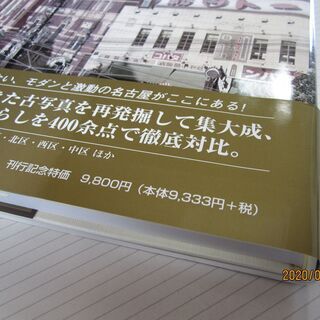 い、モダンと激動の名古屋がここにある!
た古写真を再発掘して集大成、
らしを400余点で徹底対比。
・北区・西区・中区 ほか
刊行記念特価 9,800円(本体9,333円+税)
2020/0